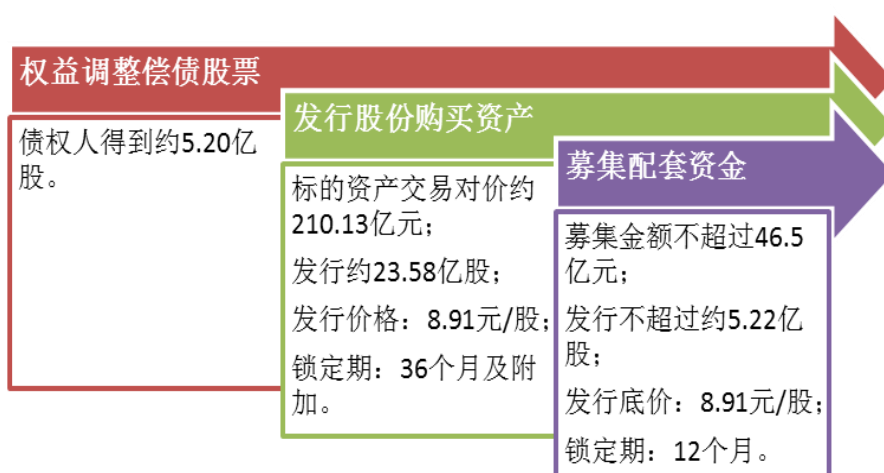 权益调整偿债股票
债权人得到约5.20亿
股。
发行股份购买资产
标的资产交易对价约
210.13亿元；
发行约23.58亿股；
发行价格：8.91元/股；
锁定期：36个月及附
加。
募集配套资金
募集金额不超过46.5
亿元；
发行不超过约5.22亿
股；
发行底价：8.91元/股；
锁定期：12个月。